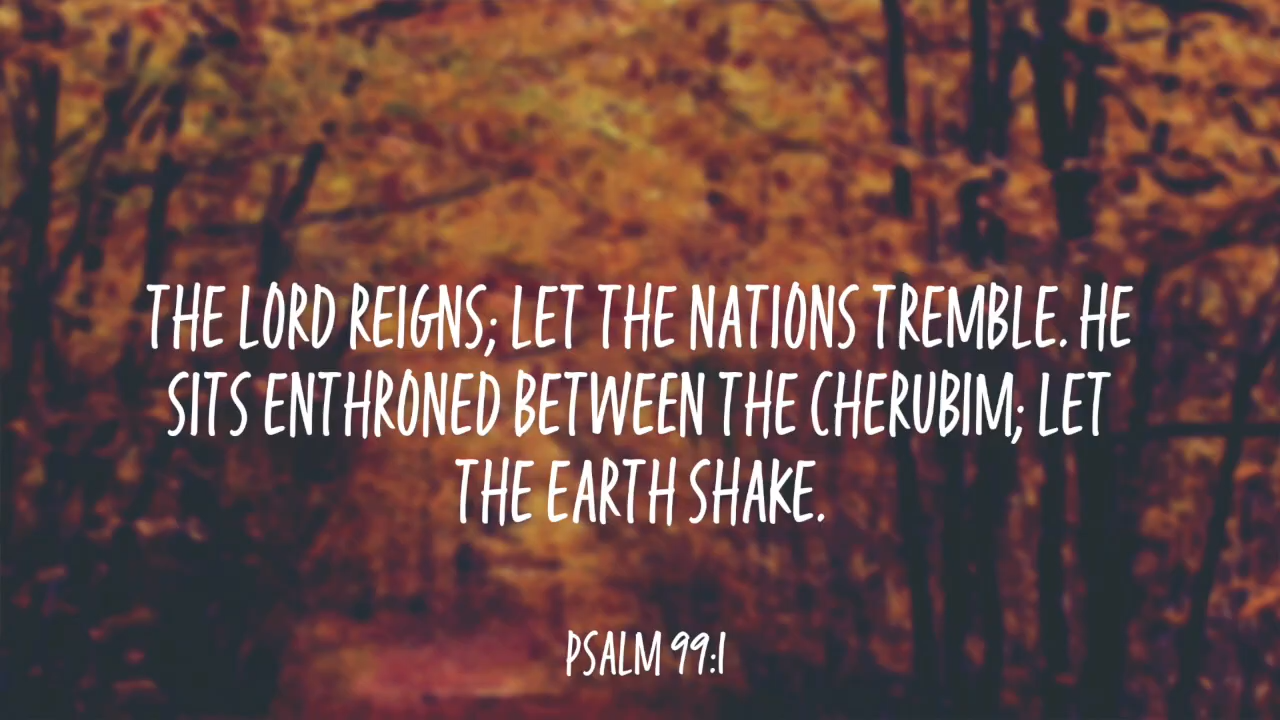 THE LORD REIGNS; LET THE NATIONS TREMBLE. HE
SITS ENTHRONED BETWEEN THE CHERUBIM; LET
THE EARTH SHAKE.
PSALM 99:1